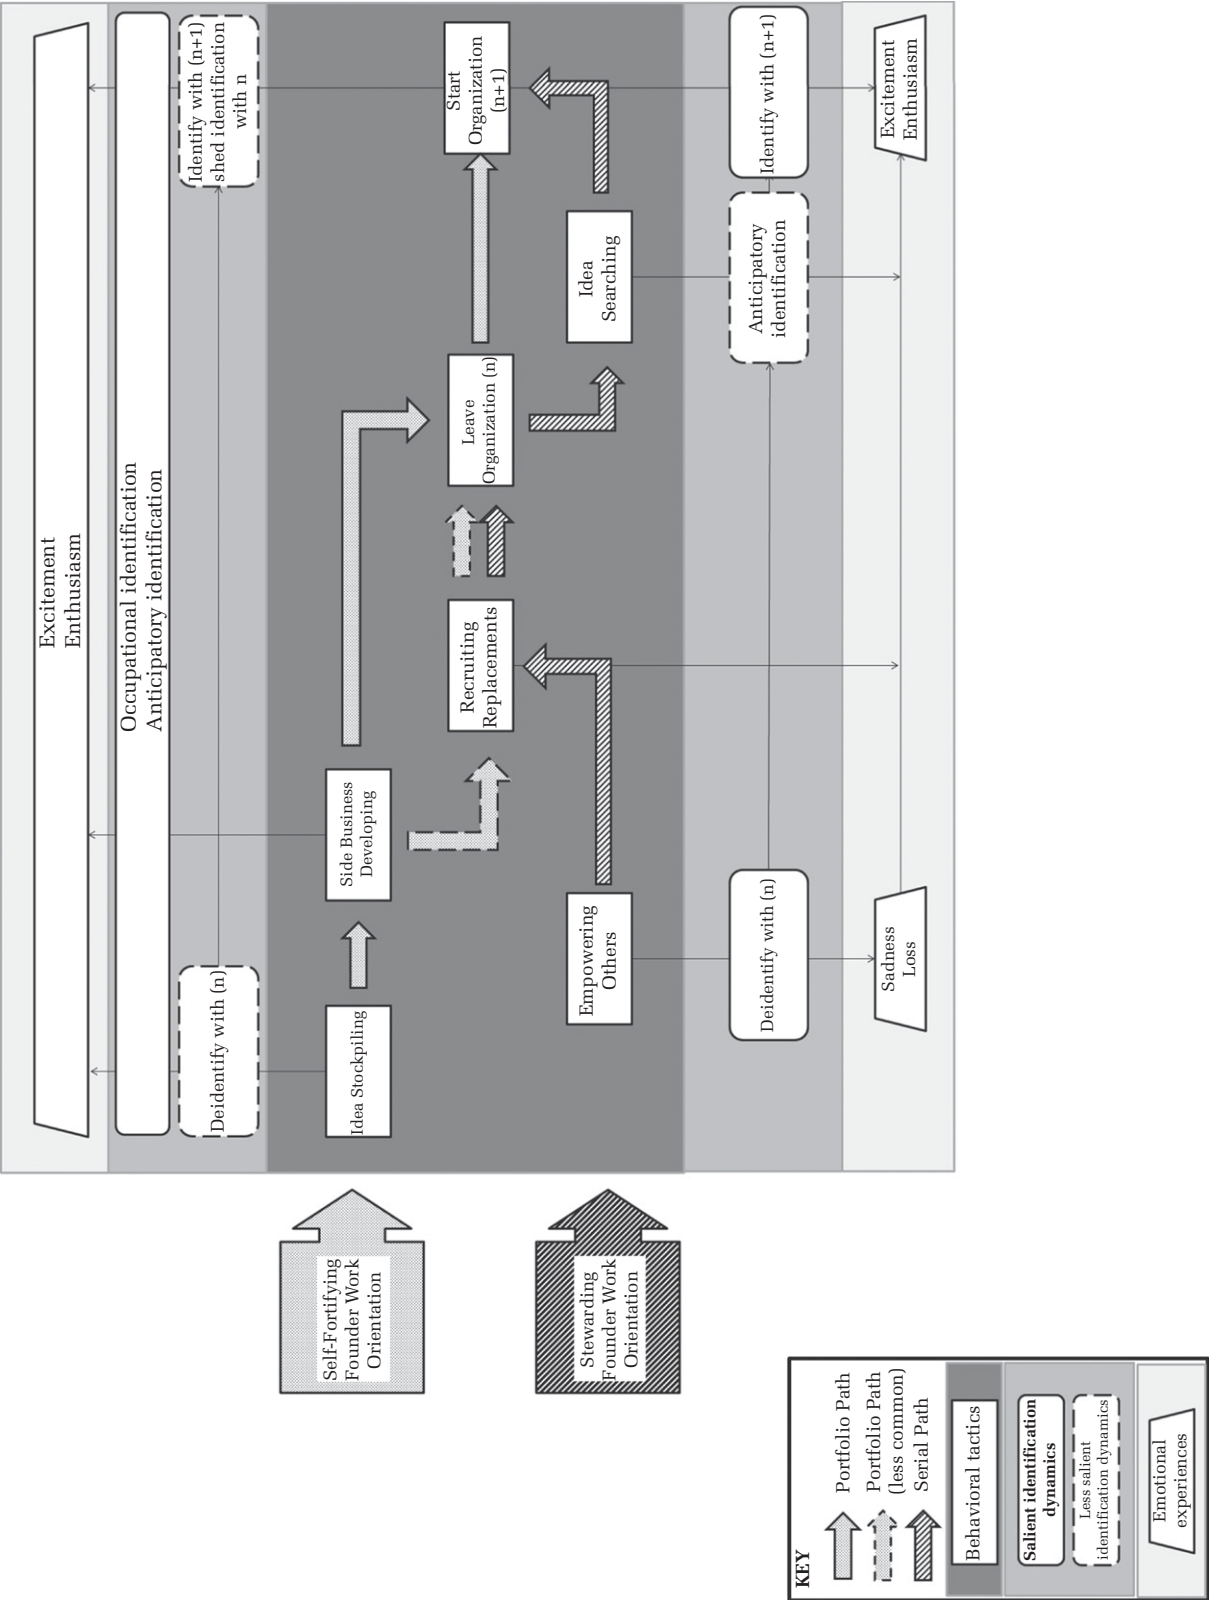 Excitement
Enthusiasm
Occupational identification
Anticipatory identification
Deidentify with (n)
Identify with (n+1)
shed identification
with n
Self-Fortifying
Founder Work
Orientation
Idea Stockpiling
Side Business
Developing
Recruiting
Replacements
Leave
Organization (n)
Start
Organization
(n+1)
Stewarding
Founder Work
Orientation
Empowering
Others
Idea
Searching
Deidentify with (n)
Anticipatory
identification
Identify with (n+1)
Sadness
Loss
Excitement
Enthusiasm
KEY
Portfolio Path
Portfolio Path
(less common)
Serial Path
Behavioral tactics
Salient identification
dynamics
Less salient
identification dynamics
Emotional
experiences